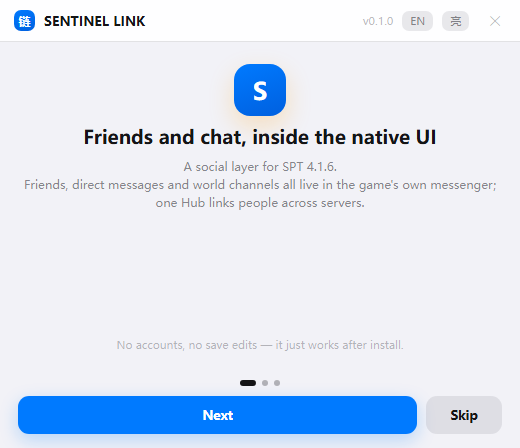 链 SENTINEL LINK v0.1.0 EN 亮
S
Friends and chat, inside the native UI
A social layer for SPT 4.1.6.
Friends, direct messages and world channels all live in the game's own messenger;
one Hub links people across servers.
No accounts, no save edits — it just works after install.
Next Skip